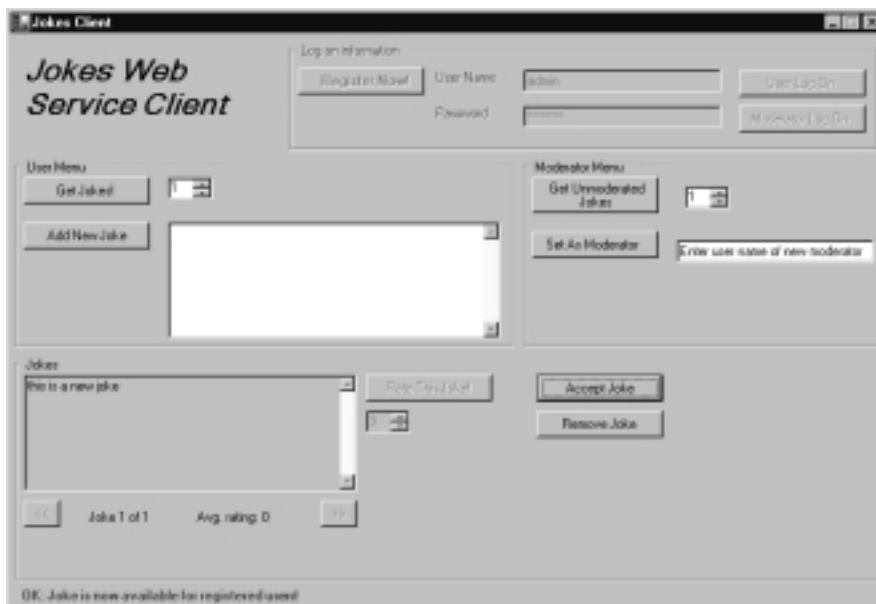 Jokes Client
Jokes Web
Service Client
Log on information
Register Now!
User Name
admin
User Log On
Password
*******
Moderator Log On
User Menu
Get Jokes!
1
Add New Joke
Moderator Menu
Get Unmoderated
Jokes
1
Set As Moderator
Enter user name of new moderator
Jokes
this is a new joke
Rate This Joke!
3
Accept Joke
Remove Joke
<<
Joke 1 of 1
Avg. rating: 0
>>
OK: Joke is now available for registered users!